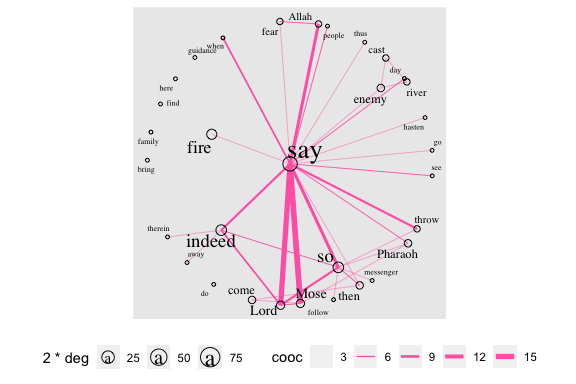 Allah
fear
people
thus
when
guidance
cast
day
river
enemy
here
find
hasten
family
fire
say
go
bring
see
throw
therein
indeed
Pharaoh
so
away
messenger
do
come
Mose
then
Lord
follow
2 * deg a 25 a 50 a 75 cooc 3 6 9 12 15